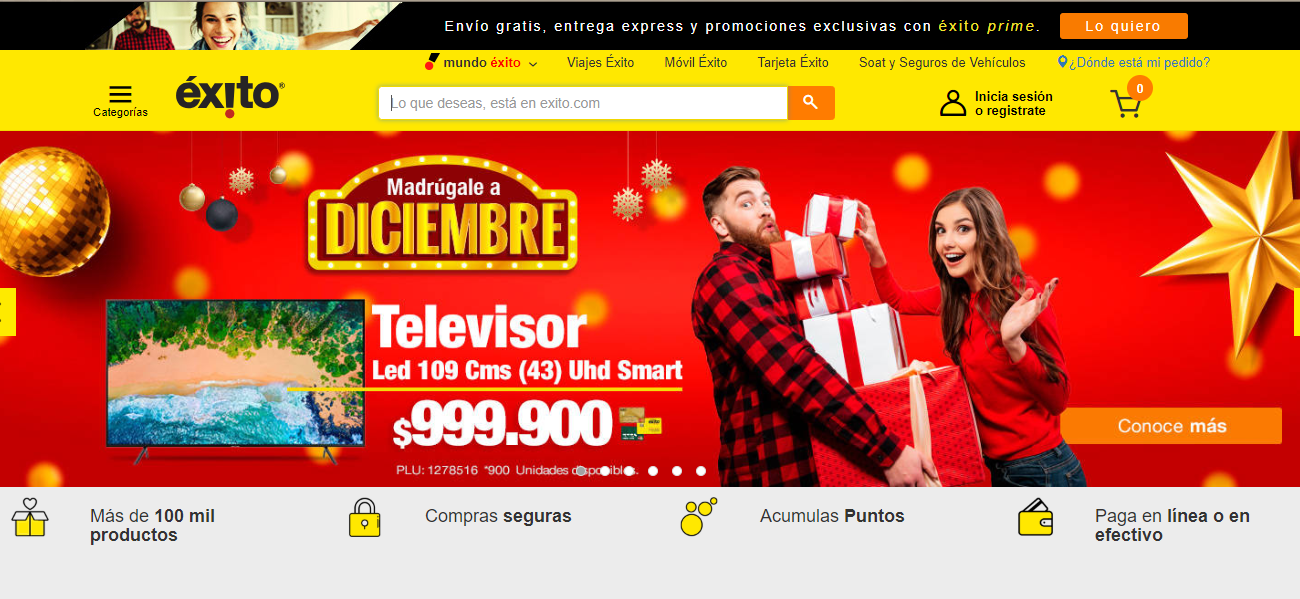 Envío gratis, entrega express y promociones exclusivas con éxito prime.
Lo quiero
mundo éxito
Viajes Éxito
Móvil Éxito
Tarjeta Éxito
Soat y Seguros de Vehículos
¿Dónde está mi pedido?
Categorías
éxito
Lo que deseas, está en exito.com
Inicia sesión
o registrate
0
Madrúgale a
DICIEMBRE
Televisor
Led 109 Cms (43) Uhd Smart
$999.900
PLU: 1278516 *900 Unidades disponibles.
Conoce más
Más de 100 mil
productos
Compras seguras
Acumulas Puntos
Paga en línea o en
efectivo